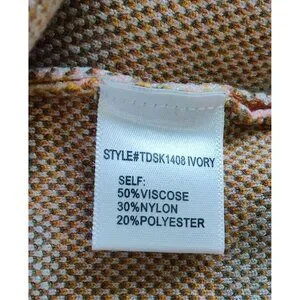 STYLE#TDSK1408 IVORY
SELF:
50%VISCOSE
30%NYLON
20%POLYESTER